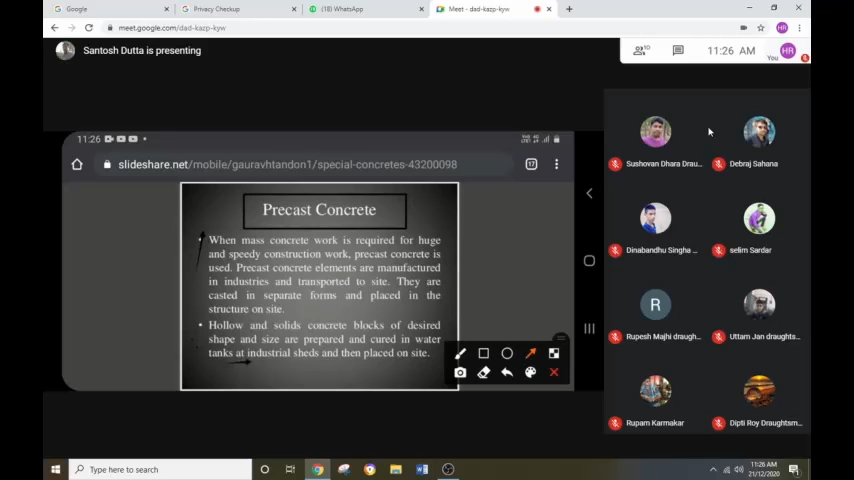 Google
Privacy Checkup
(18) WhatsApp
Meet - dad-kazp-kyw
meet.google.com/dad-kazp-kyw
HR
Santosh Dutta is presenting
10
11:26 AM
HR
You
11:26
slideshare.net/mobile/gauravhtandon1/special-concretes-43200098
17
Precast Concrete
• When mass concrete work is required for huge
and speedy construction work, precast concrete is
used. Precast concrete elements are manufactured
in industries and transported to site. They are
casted in separate forms and placed in the
structure on site.
• Hollow and solids concrete blocks of desired
shape and size are prepared and cured in water
tanks at industrial sheds and then placed on site.
Sushovan Dhara Drau...
Debraj Sahana
Dinabandhu Singha ...
selim Sardar
R
Rupesh Majhi draugh...
Uttam Jan draughts...
Rupam Karmakar
Dipti Roy Draughtsm...
Type here to search
11:26 AM
21/12/2020